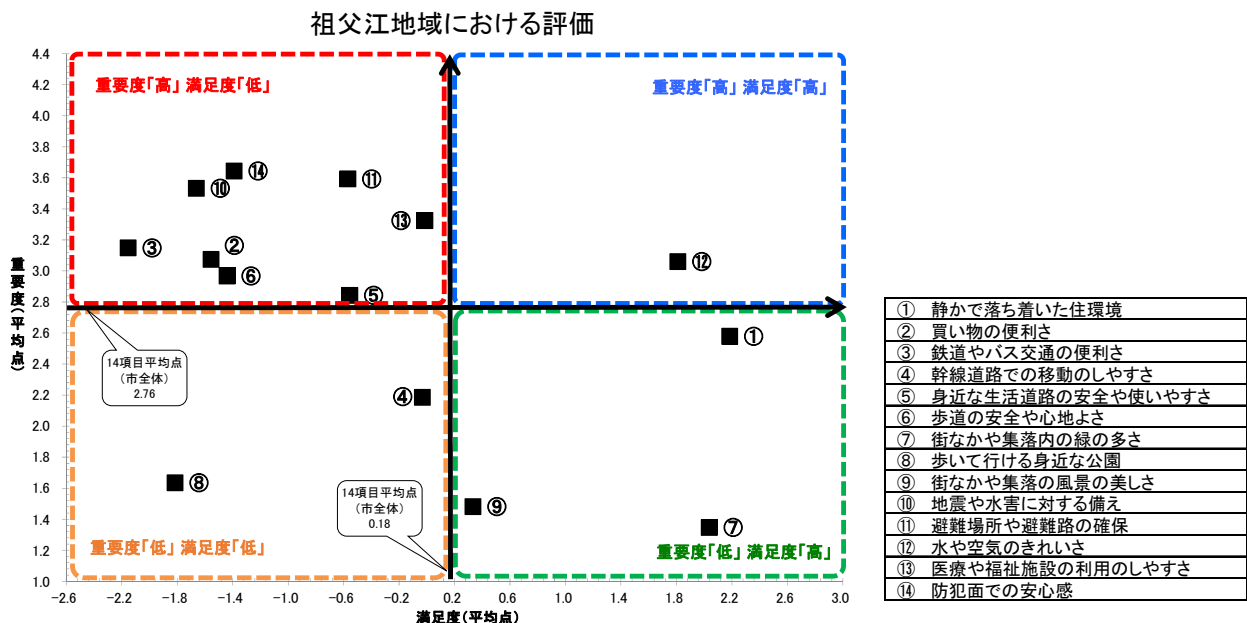 祖父江地域における評価
4.4
4.2
4.0
3.8
3.6
3.4
3.2
3.0
2.8
2.6
2.4
2.2
2.0
1.8
1.6
1.4
1.2
1.0
重要度(平均点)
重要度「高」 満足度「低」
重要度「高」 満足度「高」
⑭
⑩
⑪
⑬
③
②
⑥
⑤
⑫
14項目平均点
(市全体)
2.76
①
④
⑧
14項目平均点
(市全体)
0.18
⑨
⑦
重要度「低」 満足度「低」
重要度「低」 満足度「高」
-2.6 -2.2 -1.8 -1.4 -1.0 -0.6 -0.2 0.2 0.6 1.0 1.4 1.8 2.2 2.6 3.0
満足度(平均点)
① 静かで落ち着いた住環境
② 買い物の便利さ
③ 鉄道やバス交通の便利さ
④ 幹線道路での移動のしやすさ
⑤ 身近な生活道路の安全や使いやすさ
⑥ 歩道の安全や心地よさ
⑦ 街なかや集落内の緑の多さ
⑧ 歩いて行ける身近な公園
⑨ 街なかや集落の風景の美しさ
⑩ 地震や水害に対する備え
⑪ 避難場所や避難路の確保
⑫ 水や空気のきれいさ
⑬ 医療や福祉施設の利用のしやすさ
⑭ 防犯面での安心感